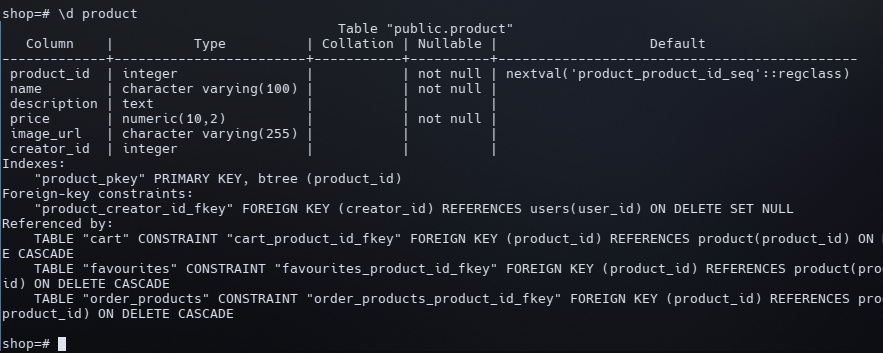 shop=# \d product
                                          Table "public.product"
   Column    |          Type          | Collation | Nullable |                   Default
-------------+------------------------+-----------+----------+---------------------------------------------
 product_id  | integer                |           | not null | nextval('product_product_id_seq'::regclass)
 name        | character varying(100) |           | not null |
 description | text                   |           |          |
 price       | numeric(10,2)          |           | not null |
 image_url   | character varying(255) |           |          |
 creator_id  | integer                |           |          |
Indexes:
    "product_pkey" PRIMARY KEY, btree (product_id)
Foreign-key constraints:
    "product_creator_id_fkey" FOREIGN KEY (creator_id) REFERENCES users(user_id) ON DELETE SET NULL
Referenced by:
    TABLE "cart" CONSTRAINT "cart_product_id_fkey" FOREIGN KEY (product_id) REFERENCES product(product_id) ON
E CASCADE
    TABLE "favourites" CONSTRAINT "favourites_product_id_fkey" FOREIGN KEY (product_id) REFERENCES product(pro
id) ON DELETE CASCADE
    TABLE "order_products" CONSTRAINT "order_products_product_id_fkey" FOREIGN KEY (product_id) REFERENCES pro
product_id) ON DELETE CASCADE
shop=#